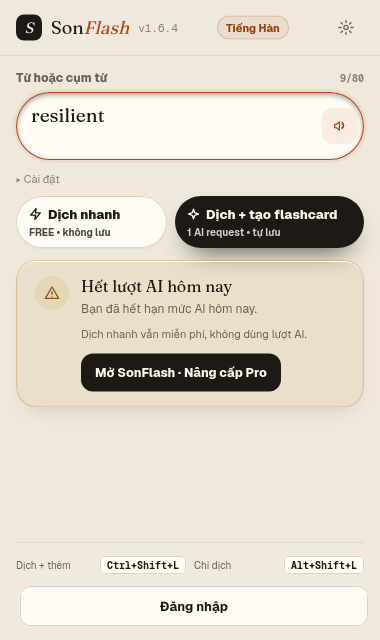 S SonFlash v1.6.4 Tiếng Hàn
Từ hoặc cụm từ 9/80
resilient
▸ Cài đặt
Dịch nhanh
FREE • không lưu
Dịch + tạo flashcard
1 AI request • tự lưu
Hết lượt AI hôm nay
Bạn đã hết hạn mức AI hôm nay.
Dịch nhanh vẫn miễn phí, không dùng lượt AI.
Mở SonFlash · Nâng cấp Pro
Dịch + thêm Ctrl+Shift+L Chỉ dịch Alt+Shift+L
Đăng nhập